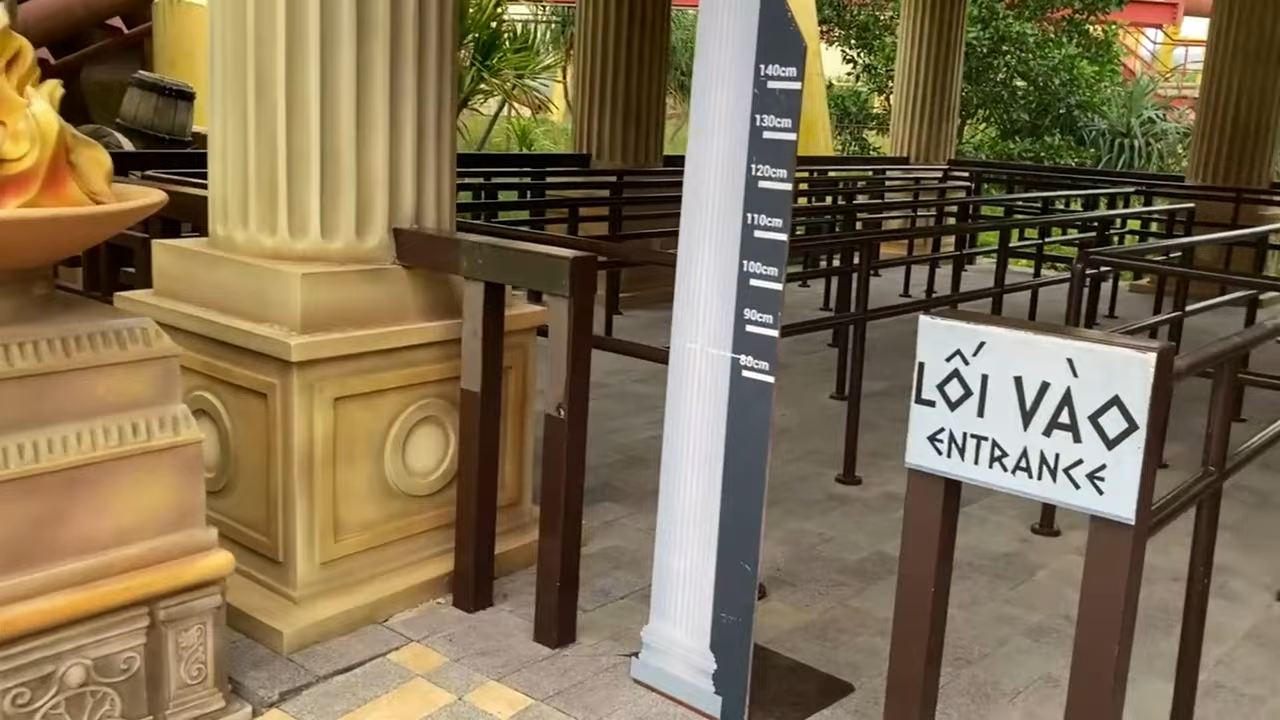 140cm
130cm
120cm
110cm
100cm
90cm
80cm
LỐI VÀO
ENTRANCE